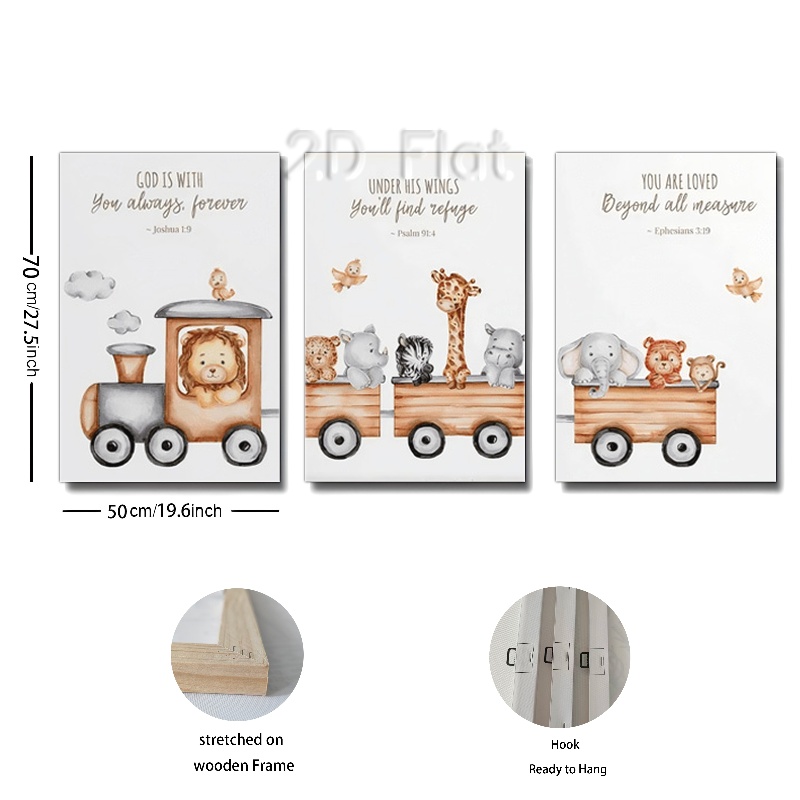 2D Flat
GOD IS WITH
You always, forever
~ Joshua 1:9
UNDER HIS WINGS
You'll find refuge
~ Psalm 91:4
YOU ARE LOVED
Beyond all measure
~ Ephesians 3:19
70 cm/27.5inch
50 cm/19.6inch
stretched on
wooden Frame
Hook
Ready to Hang